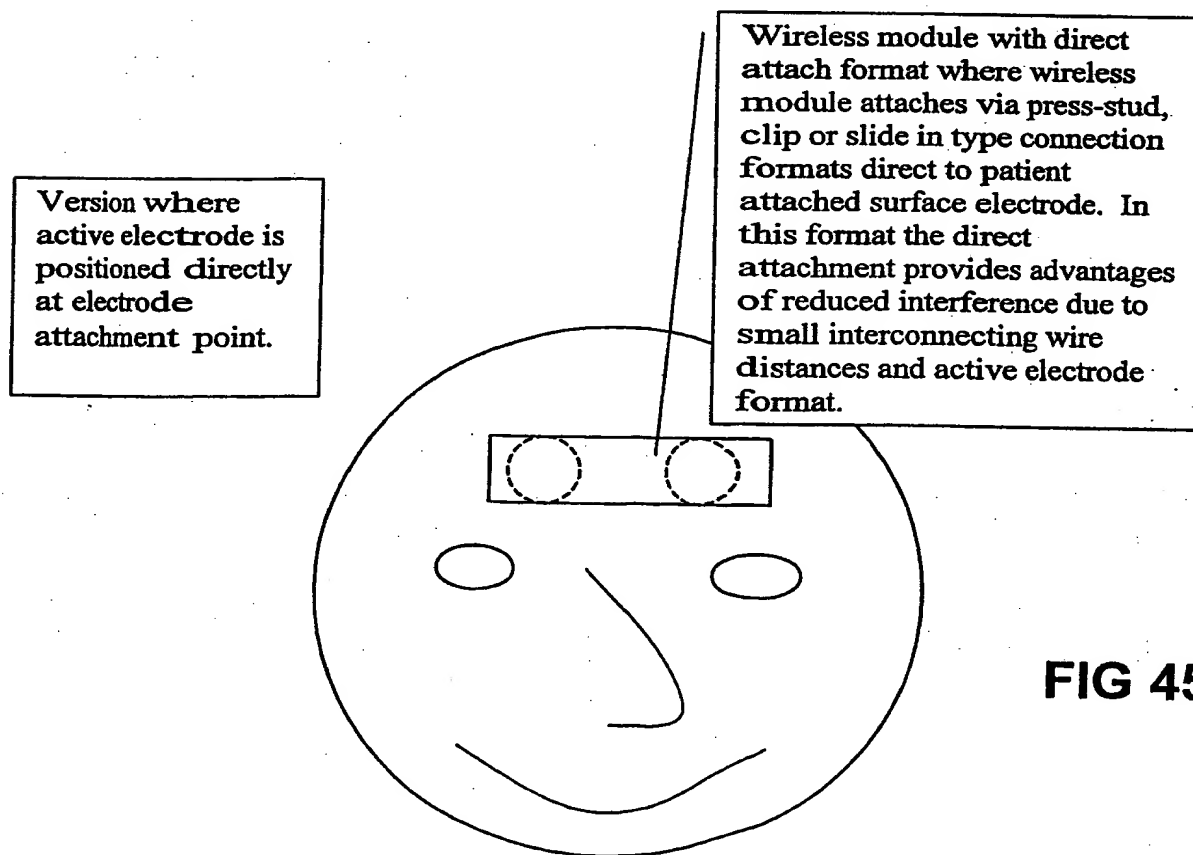 Wireless module with direct
attach format where wireless
module attaches via press-stud,
clip or slide in type connection
formats direct to patient
attached surface electrode. In
this format the direct
attachment provides advantages
of reduced interference due to
small interconnecting wire
distances and active electrode
format.
Version where
active electrode is
positioned directly
at electrode
attachment point.
FIG 45